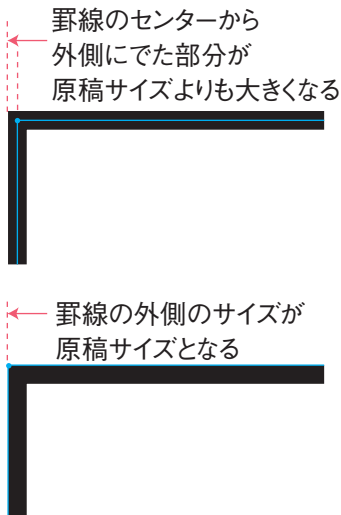 罫線のセンターから
外側にでた部分が
原稿サイズよりも大きくなる
罫線の外側のサイズが
原稿サイズとなる